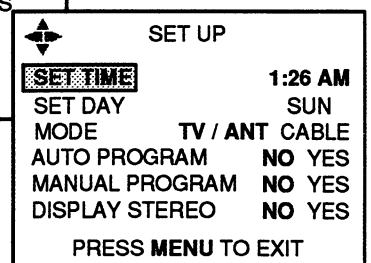 S
SET UP
SET TIME 1:26 AM
SET DAY SUN
MODE TV / ANT CABLE
AUTO PROGRAM NO YES
MANUAL PROGRAM NO YES
DISPLAY STEREO NO YES
PRESS MENU TO EXIT